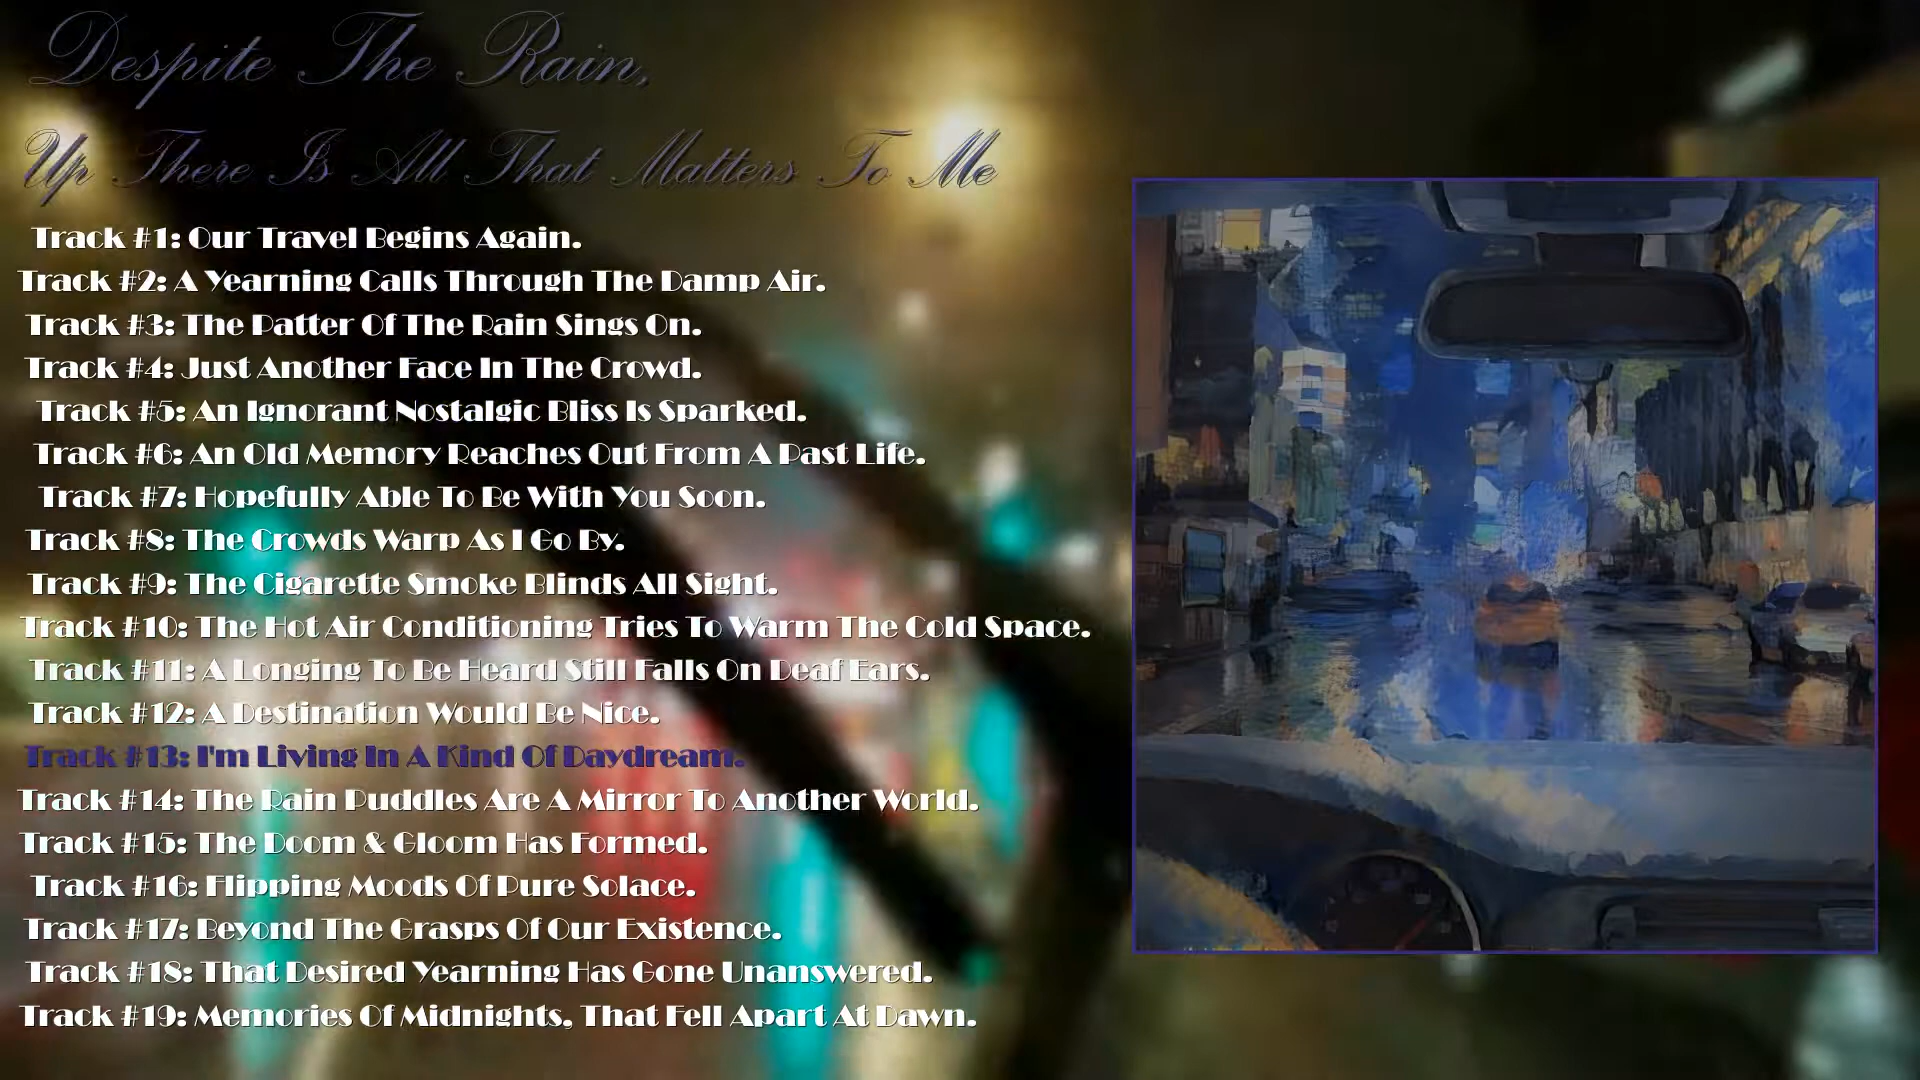 Despite The Rain,
Up There Is All That Matters To Me
Track #1: Our Travel Begins Again.
Track #2: A Yearning Calls Through The Damp Air.
Track #3: The Patter Of The Rain Sings On.
Track #4: Just Another Face In The Crowd.
Track #5: An Ignorant Nostalgic Bliss Is Sparked.
Track #6: An Old Memory Reaches Out From A Past Life.
Track #7: Hopefully Able To Be With You Soon.
Track #8: The Crowds Warp As I Go By.
Track #9: The Cigarette Smoke Blinds All Sight.
Track #10: The Hot Air Conditioning Tries To Warm The Cold Space.
Track #11: A Longing To Be Heard Still Falls On Deaf Ears.
Track #12: A Destination Would Be Nice.
Track #13: I'm Living In A Kind Of Daydream.
Track #14: The Rain Puddles Are A Mirror To Another World.
Track #15: The Doom & Gloom Has Formed.
Track #16: Flipping Moods Of Pure Solace.
Track #17: Beyond The Grasps Of Our Existence.
Track #18: That Desired Yearning Has Gone Unanswered.
Track #19: Memories Of Midnights, That Fell Apart At Dawn.